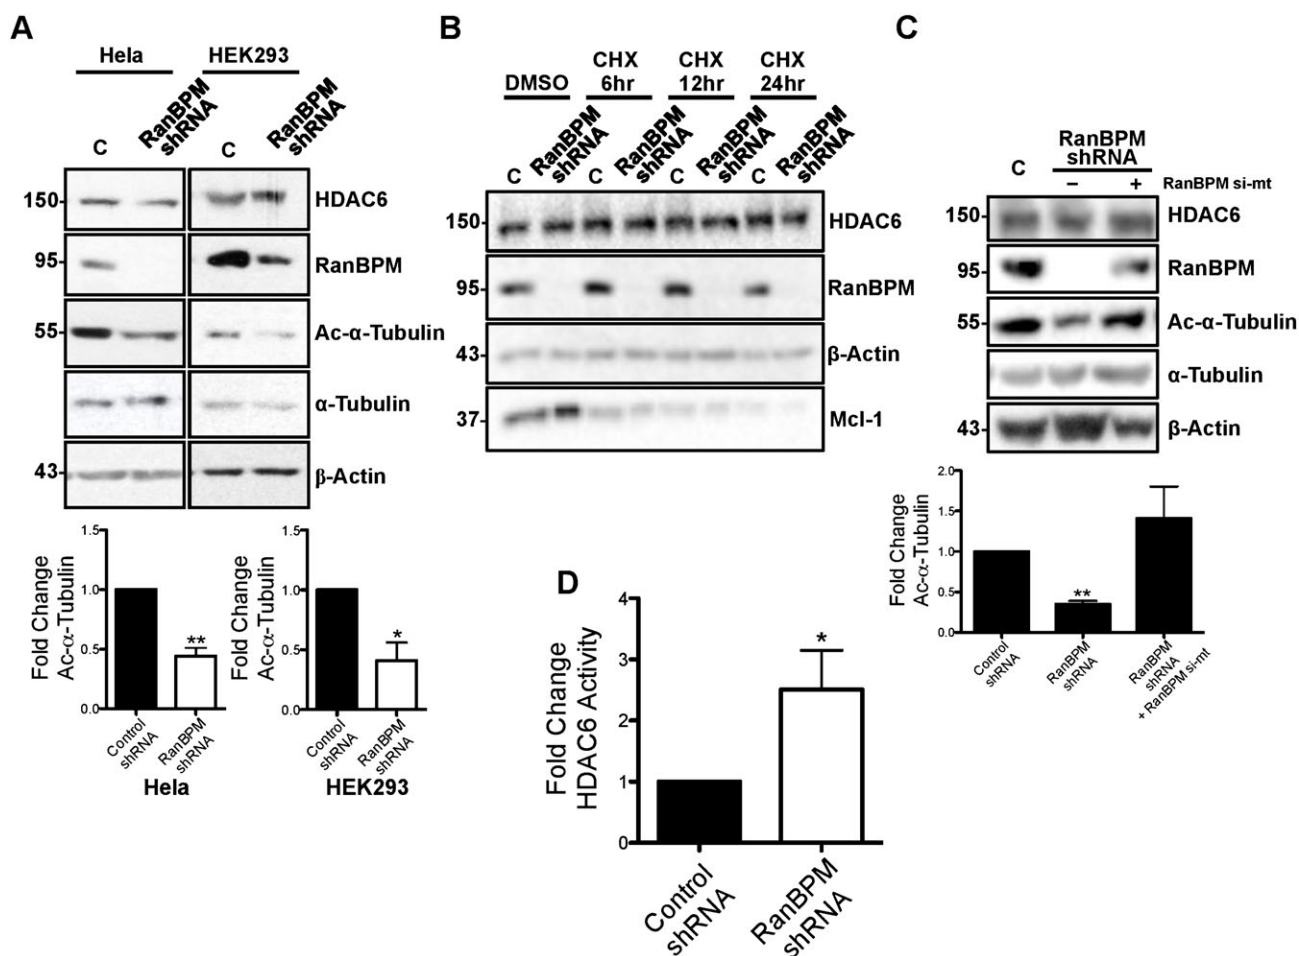 A
Hela HEK293
C RanBPM shRNA C RanBPM shRNA
150 HDAC6
95 RanBPM
55 Ac-α-Tubulin
α-Tubulin
43 β-Actin
Fold Change
Ac-α-Tubulin
1.5
1.0
0.5
0.0
**
Control
shRNA
RanBPM
shRNA
Hela
Fold Change
Ac-α-Tubulin
1.5
1.0
0.5
0.0
*
Control
shRNA
RanBPM
shRNA
HEK293
B
DMSO
CHX
6hr
CHX
12hr
CHX
24hr
C RanBPM shRNA C RanBPM shRNA C RanBPM shRNA C RanBPM shRNA
150 HDAC6
95 RanBPM
43 β-Actin
37 Mcl-1
C
RanBPM
shRNA
C − + RanBPM si-mt
150 HDAC6
95 RanBPM
55 Ac-α-Tubulin
α-Tubulin
43 β-Actin
Fold Change
Ac-α-Tubulin
2.0
1.5
1.0
0.5
0.0
**
Control
shRNA
RanBPM
shRNA
RanBPM
shRNA
+ RanBPM si-mt
D
Fold Change
HDAC6 Activity
4
3
2
1
0
*
Control
shRNA
RanBPM
shRNA